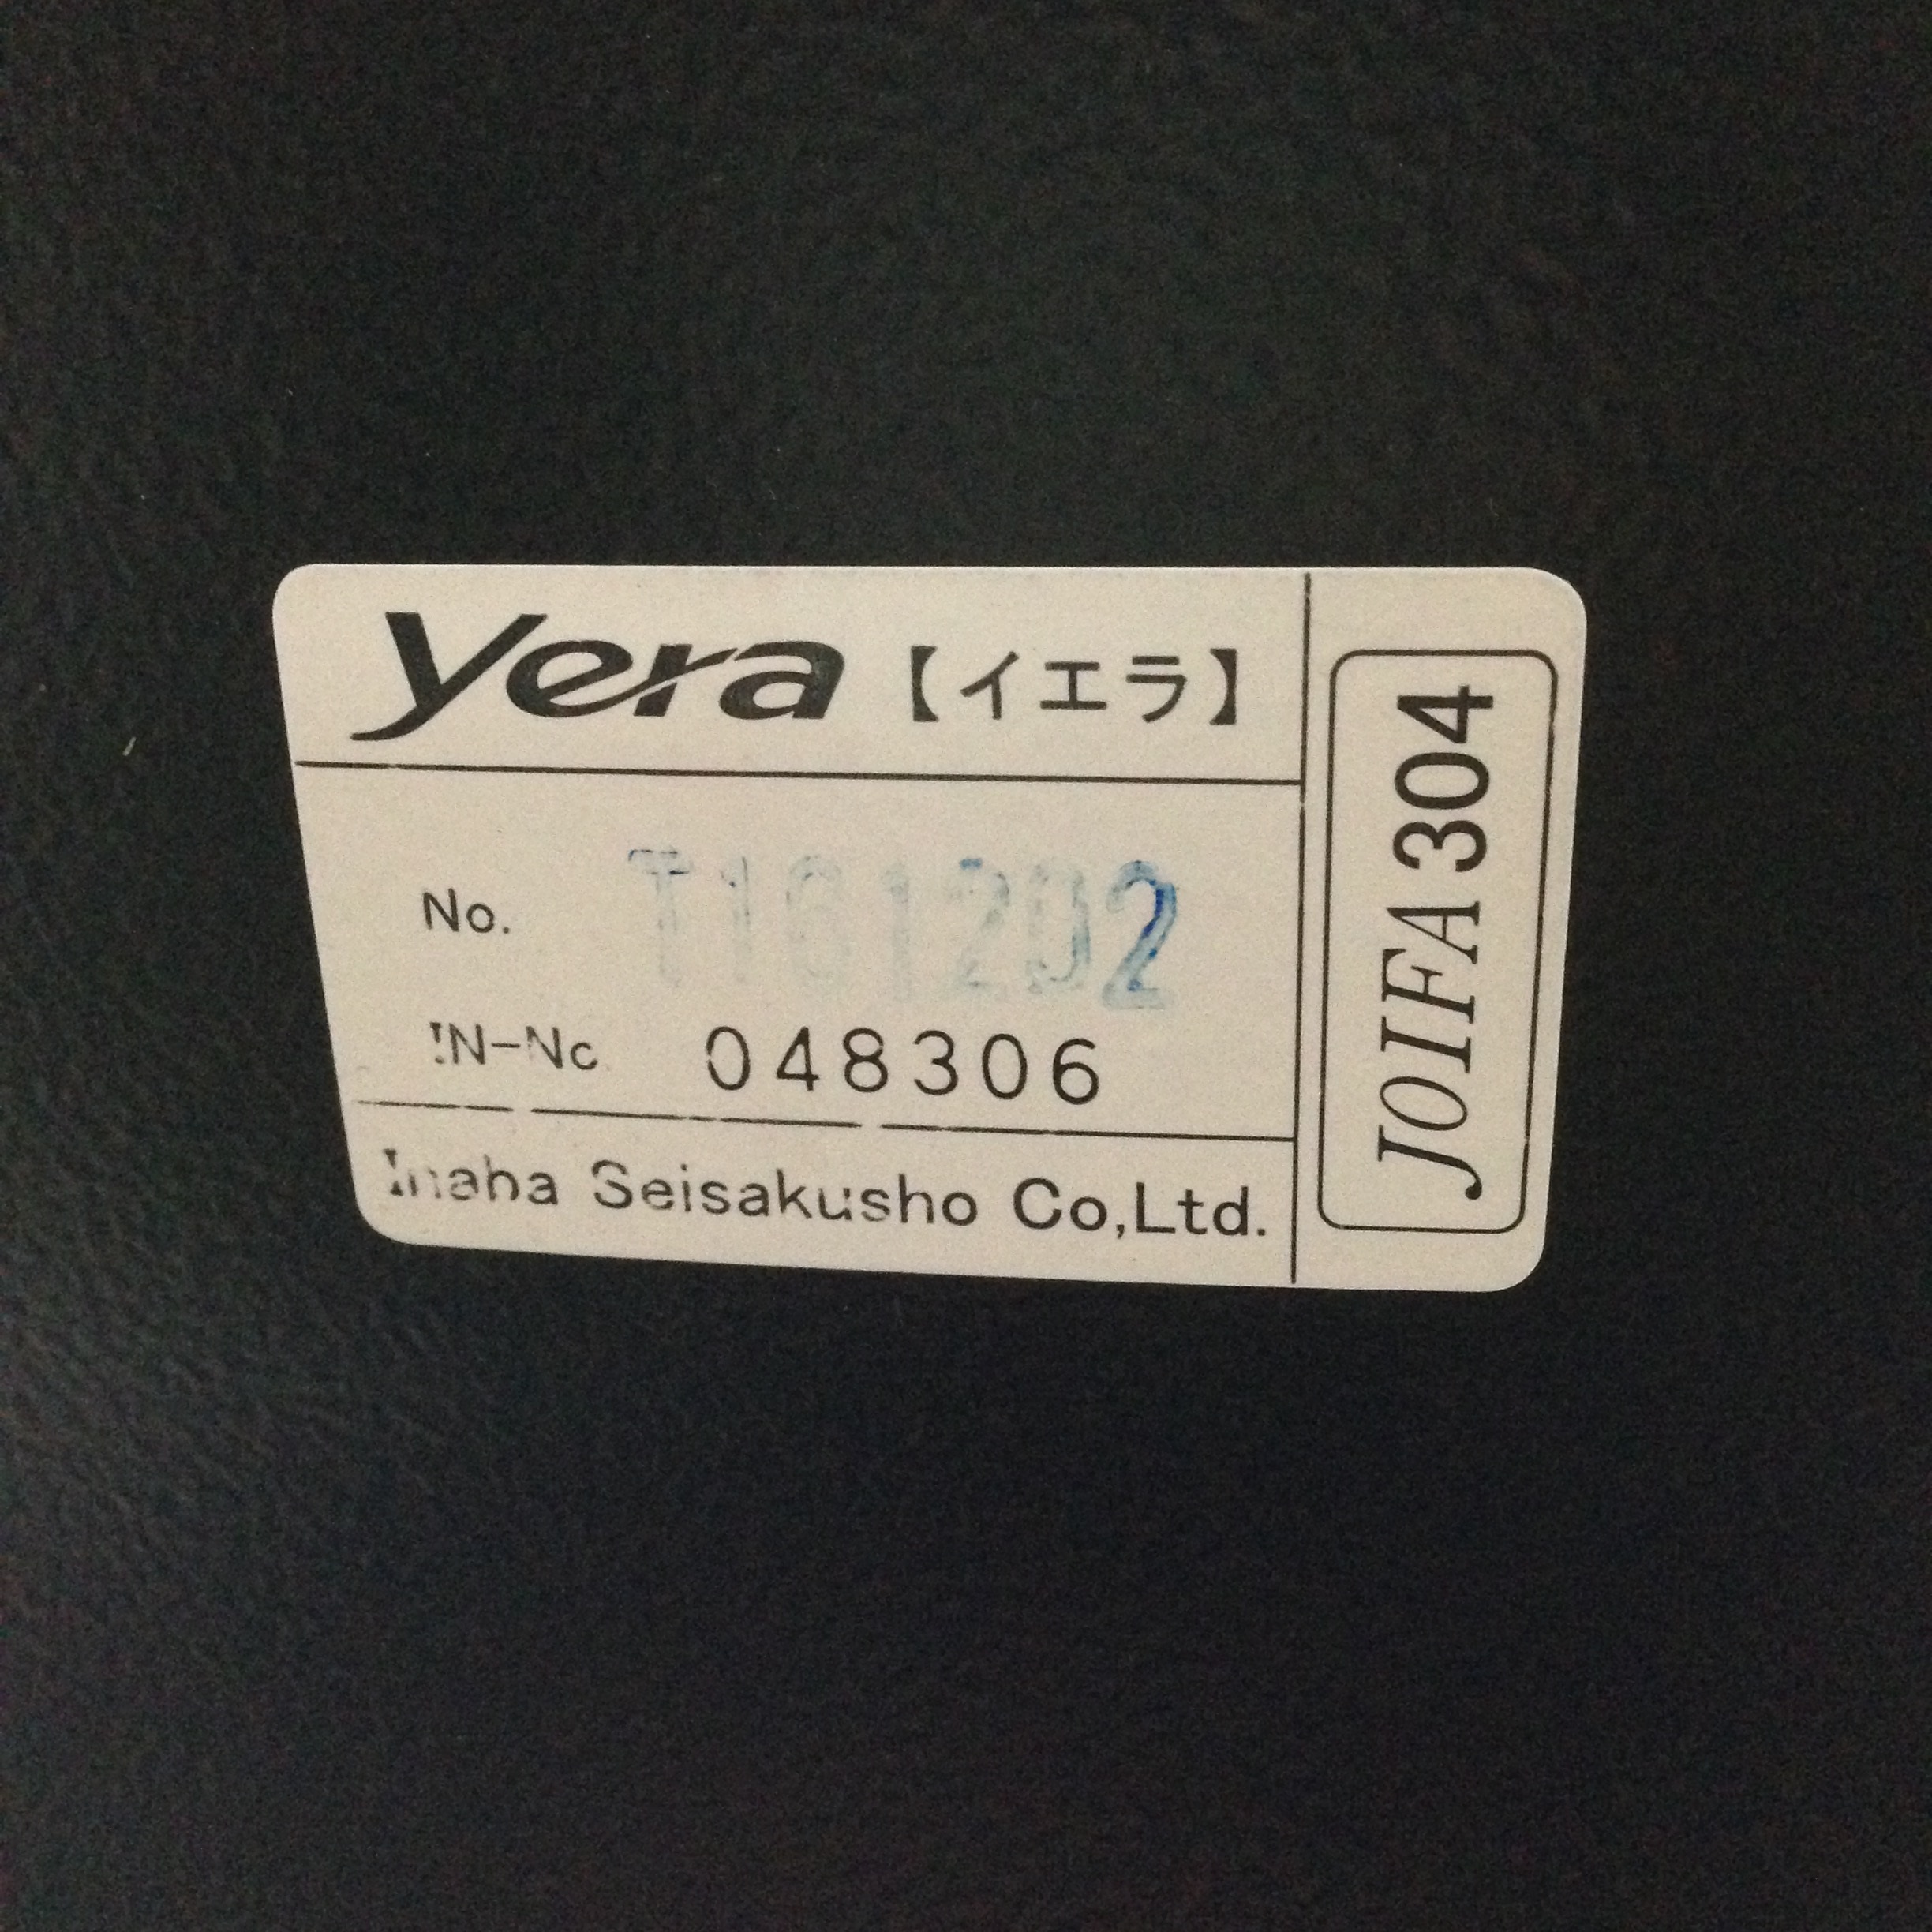 yera 【イエラ】
No. T161202
IN-No. 048306
Inaba Seisakusho Co,Ltd.
JOIFA 304